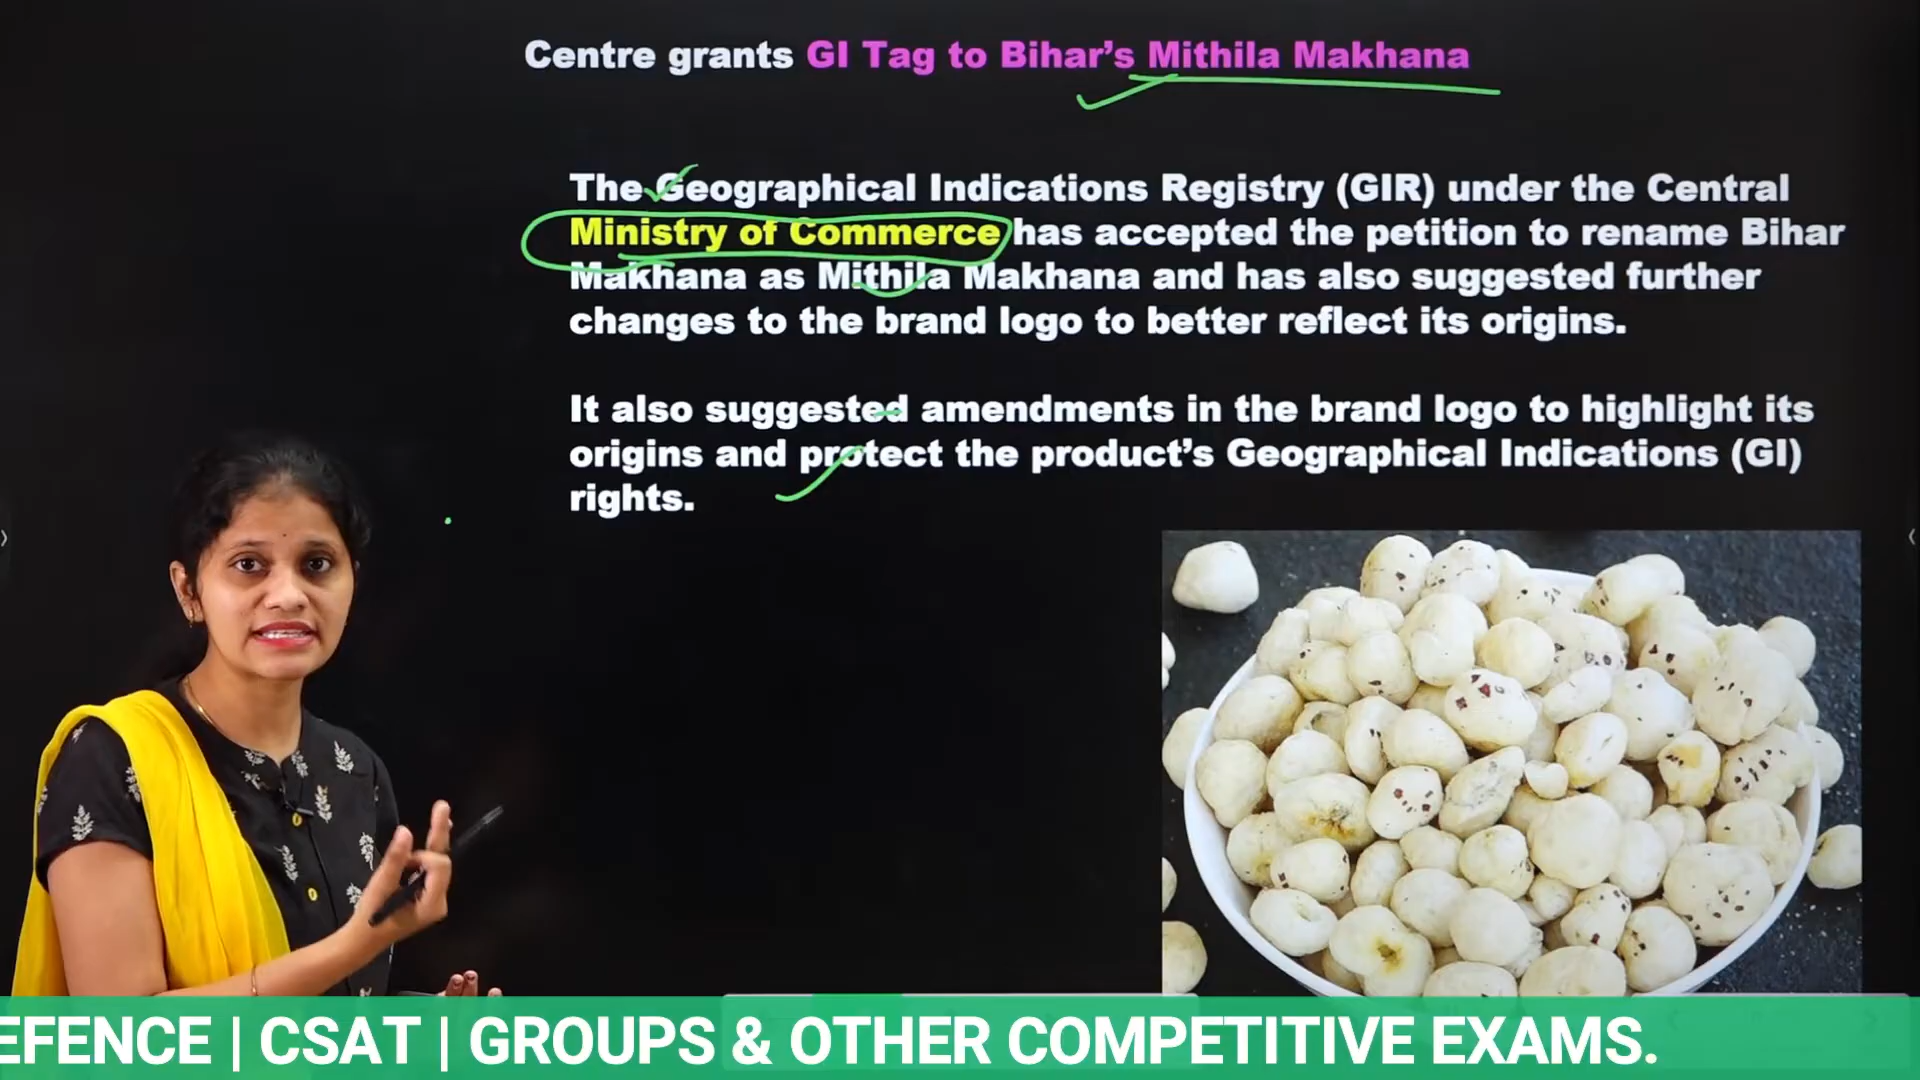 Centre grants GI Tag to Bihar’s Mithila Makhana
The Geographical Indications Registry (GIR) under the Central
Ministry of Commerce has accepted the petition to rename Bihar
Makhana as Mithila Makhana and has also suggested further
changes to the brand logo to better reflect its origins.
It also suggested amendments in the brand logo to highlight its
origins and protect the product’s Geographical Indications (GI)
rights.
EFENCE | CSAT | GROUPS & OTHER COMPETITIVE EXAMS.